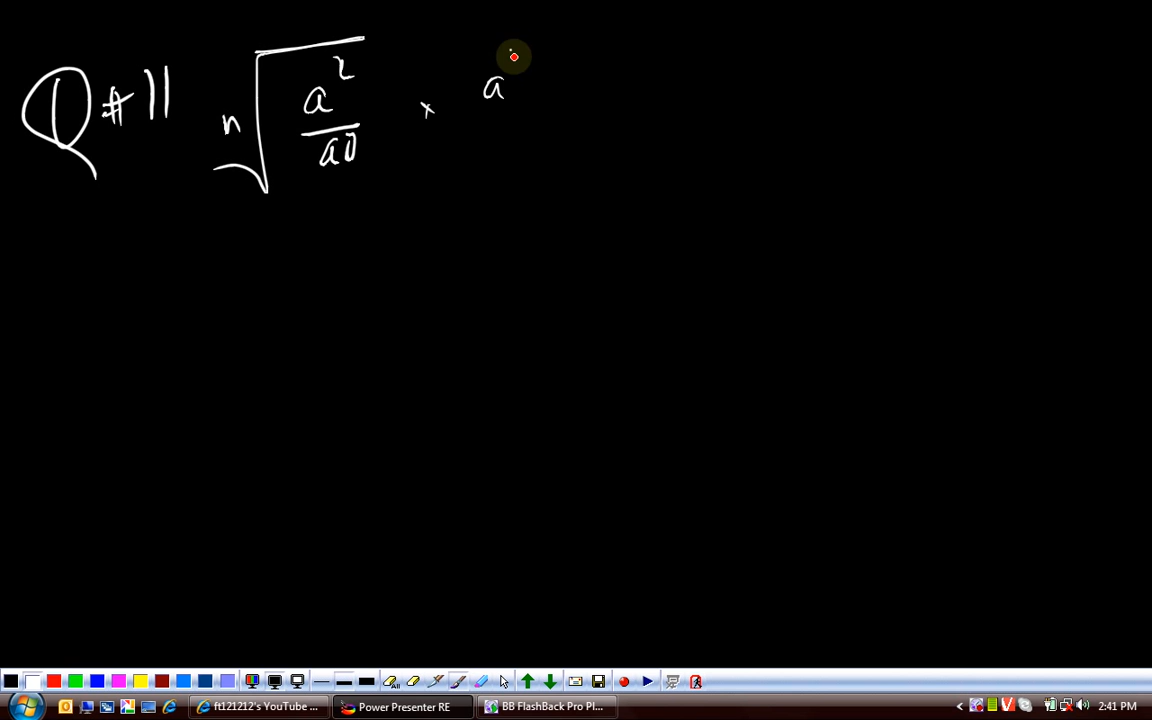 Q # 11 n√(a²/a0) × a
ft121212's YouTube ... Power Presenter RE BB FlashBack Pro Pl... 2:41 PM